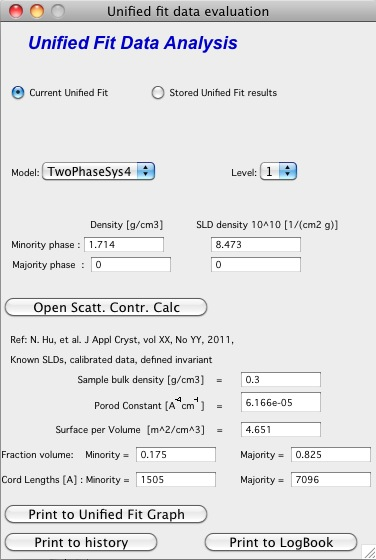 Unified fit data evaluation
Unified Fit Data Analysis
Current Unified Fit Stored Unified Fit results
Model: TwoPhaseSys4 Level: 1
Density [g/cm3] SLD density 10^10 [1/(cm2 g)]
Minority phase : 1.714 8.473
Majority phase : 0 0
Open Scatt. Contr. Calc
Ref: N. Hu, et al. J Appl Cryst, vol XX, No YY, 2011,
Known SLDs, calibrated data, defined invariant
Sample bulk density [g/cm3] = 0.3
Porod Constant [A^-4 cm^-1] = 6.166e-05
Surface per Volume [m^2/cm^3] = 4.651
Fraction volume: Minority = 0.175 Majority = 0.825
Cord Lengths [A] : Minority = 1505 Majority = 7096
Print to Unified Fit Graph
Print to history Print to LogBook